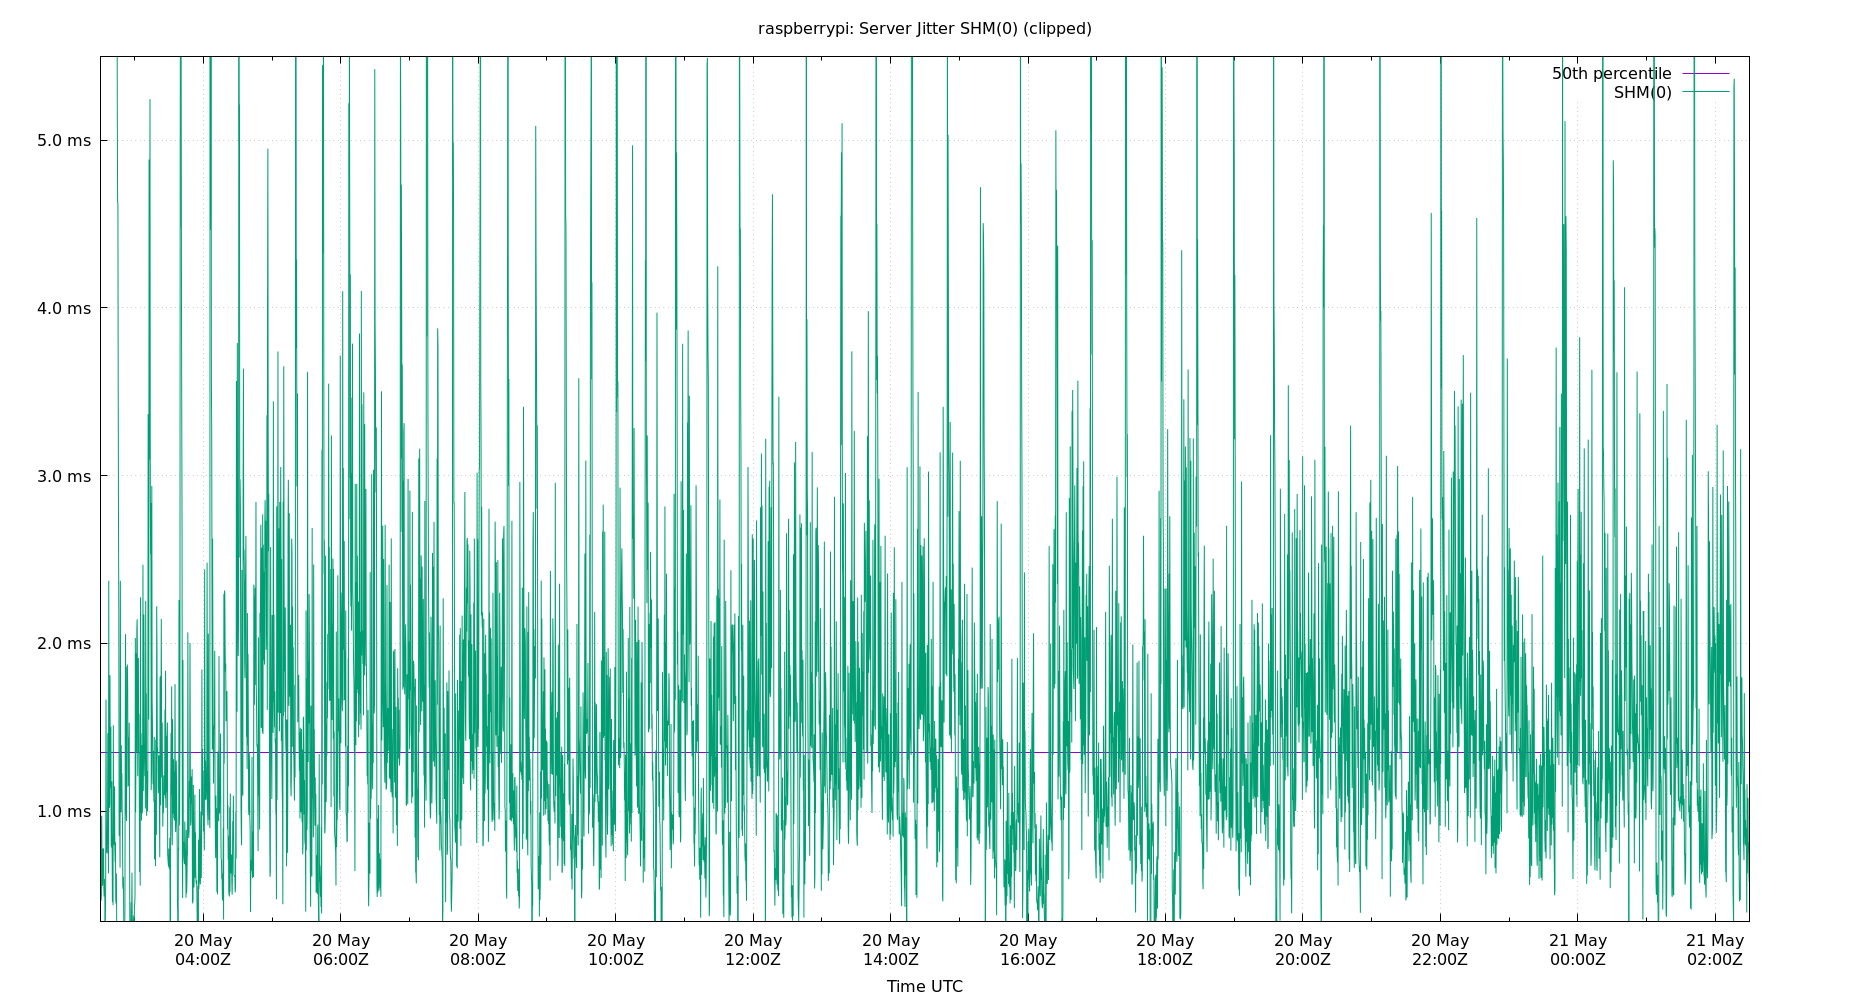 raspberrypi: Server Jitter SHM(0) (clipped)
50th percentile
SHM(0)
5.0 ms
4.0 ms
3.0 ms
2.0 ms
1.0 ms
20 May 20 May 20 May 20 May 20 May 20 May 20 May 20 May 20 May 20 May 21 May 21 May
04:00Z 06:00Z 08:00Z 10:00Z 12:00Z 14:00Z 16:00Z 18:00Z 20:00Z 22:00Z 00:00Z 02:00Z
Time UTC